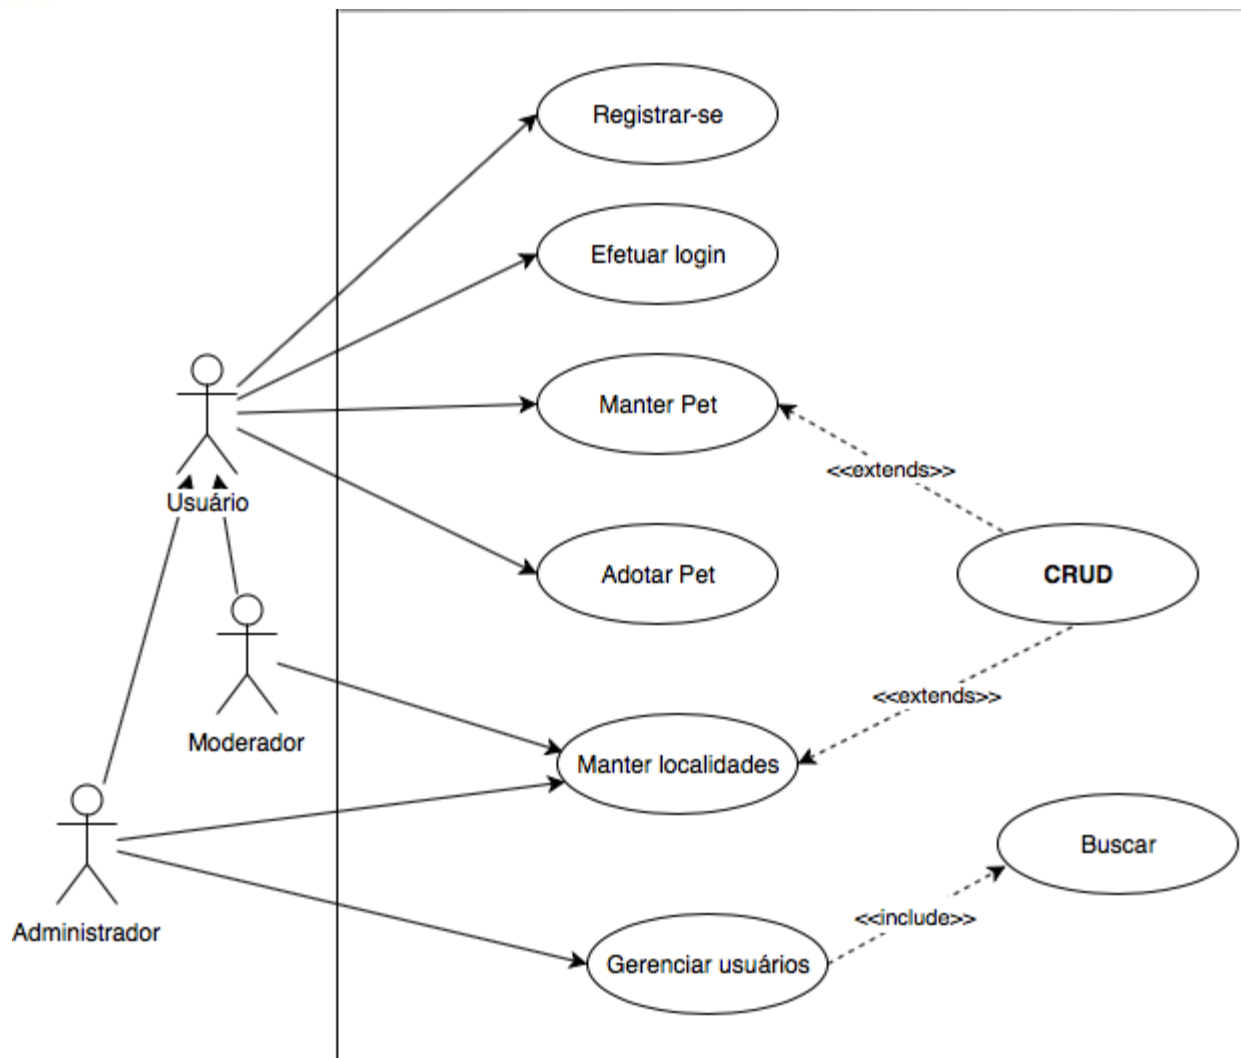 Registrar-se
Efetuar login
Manter Pet
<<extends>>
Usuário
Adotar Pet
CRUD
<<extends>>
Moderador
Manter localidades
Buscar
Administrador
<<include>>
Gerenciar usuários